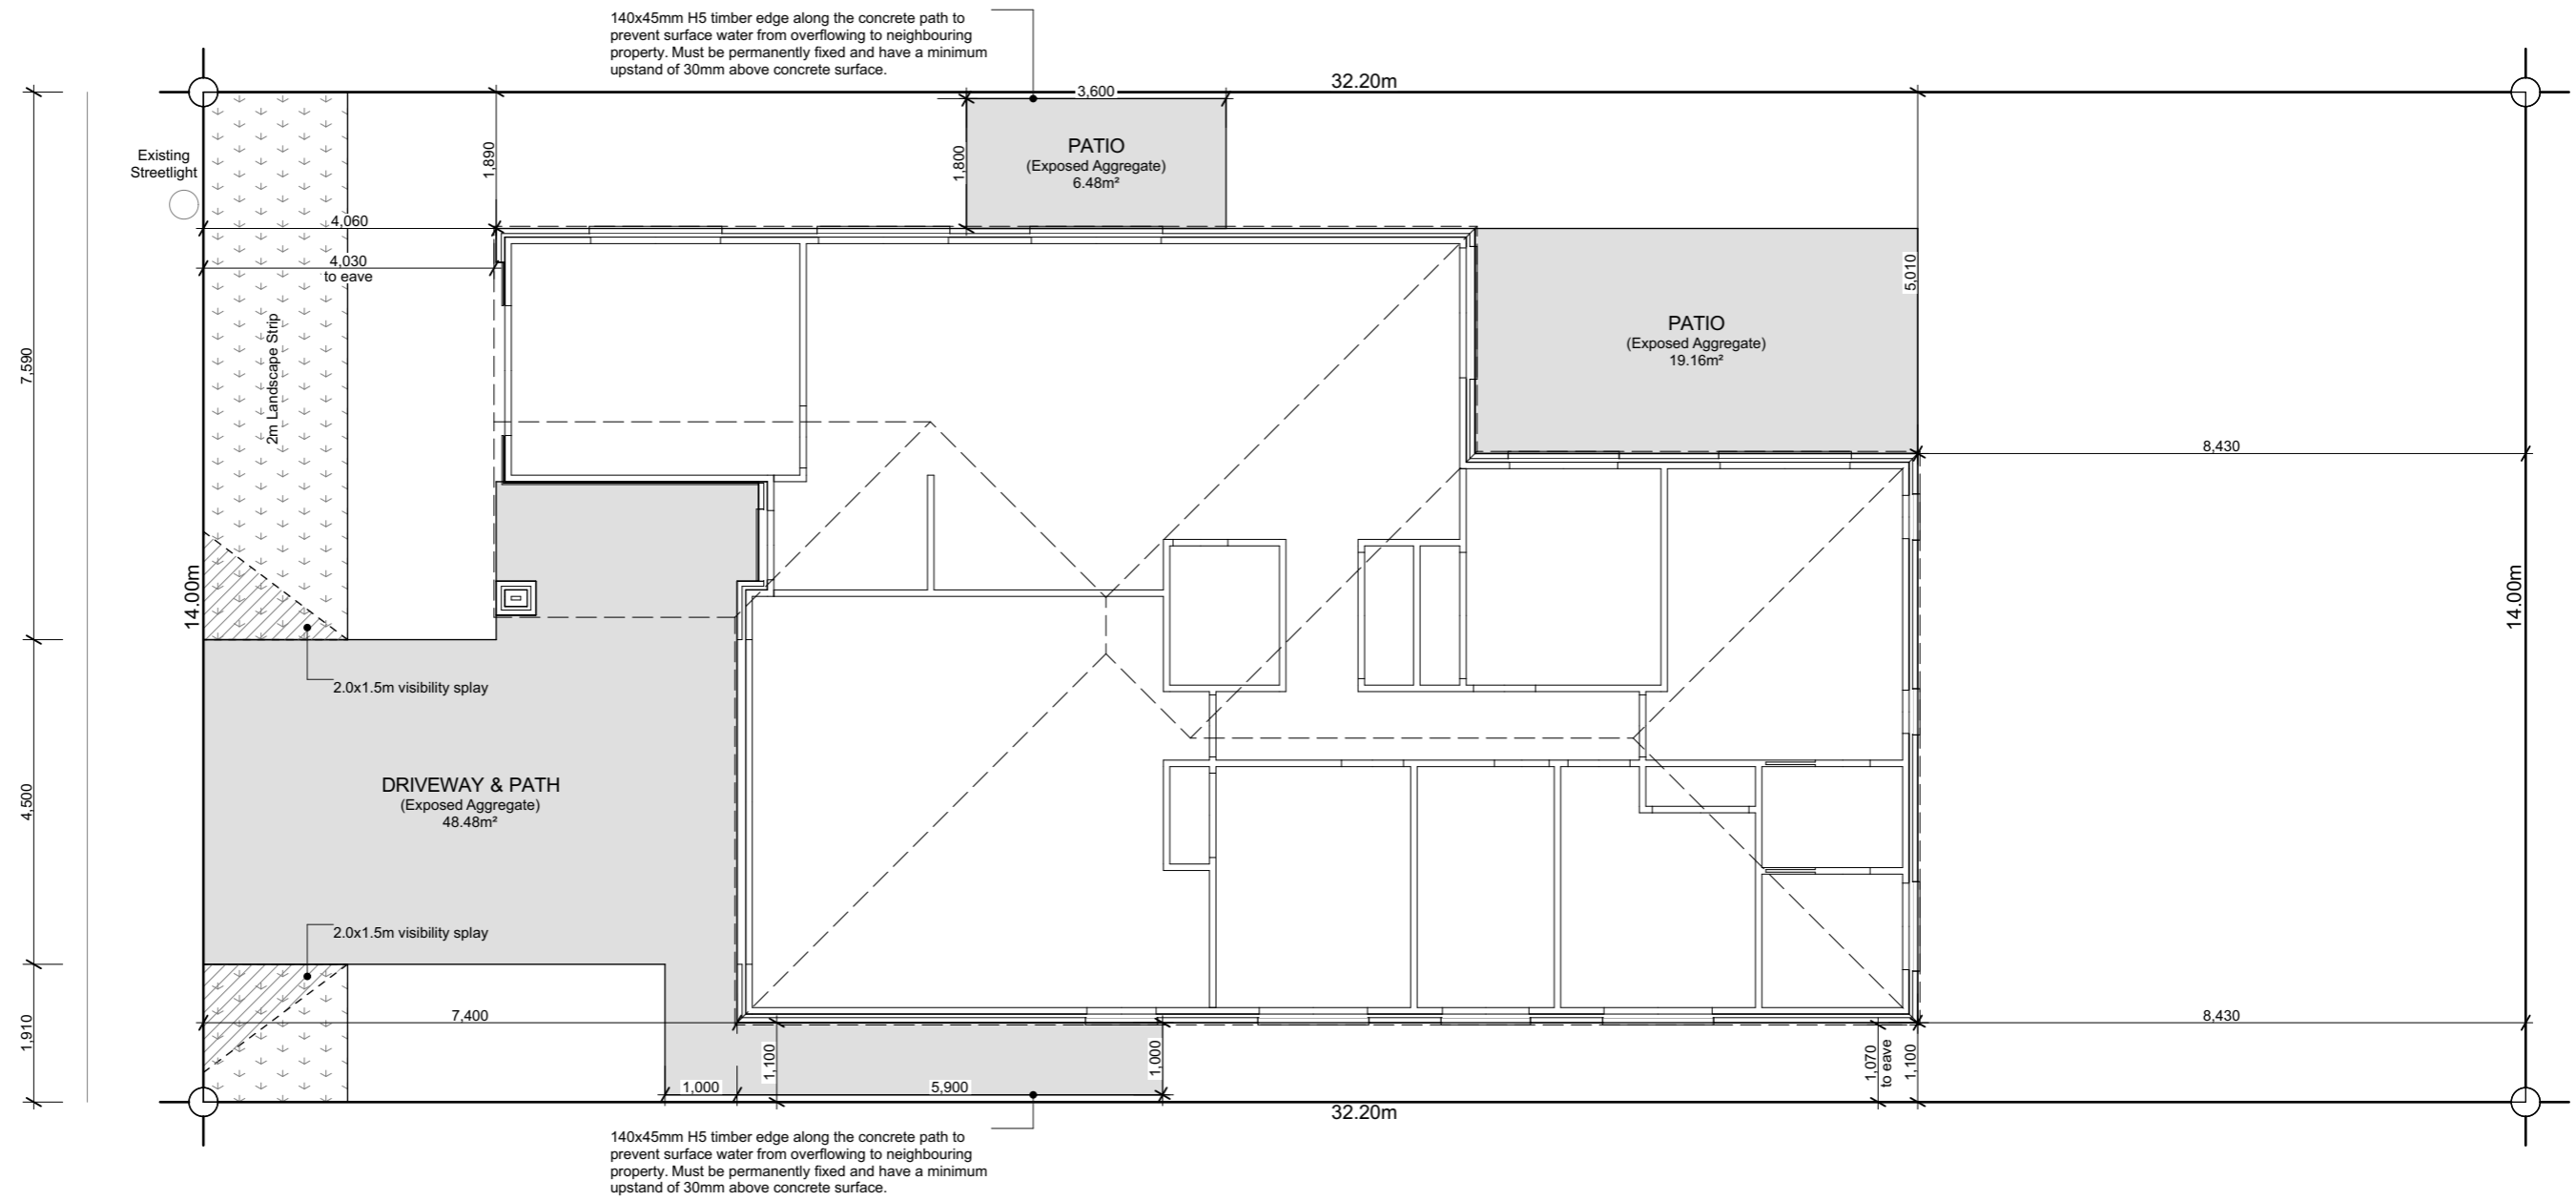 140x45mm H5 timber edge along the concrete path to
prevent surface water from overflowing to neighbouring
property. Must be permanently fixed and have a minimum
upstand of 30mm above concrete surface.
32.20m
3,600
Existing
Streetlight
1,890
1,800
PATIO
(Exposed Aggregate)
6.48m²
4,060
4,030
to eave
5,010
PATIO
(Exposed Aggregate)
19.16m²
7,590
2m Landscape Strip
8,430
14.00m
14.00m
2.0x1.5m visibility splay
DRIVEWAY & PATH
(Exposed Aggregate)
48.48m²
4,500
2.0x1.5m visibility splay
7,400
8,430
1,910
1,100
1,000
1,070
to eave
1,100
1,000
5,900
32.20m
140x45mm H5 timber edge along the concrete path to
prevent surface water from overflowing to neighbouring
property. Must be permanently fixed and have a minimum
upstand of 30mm above concrete surface.